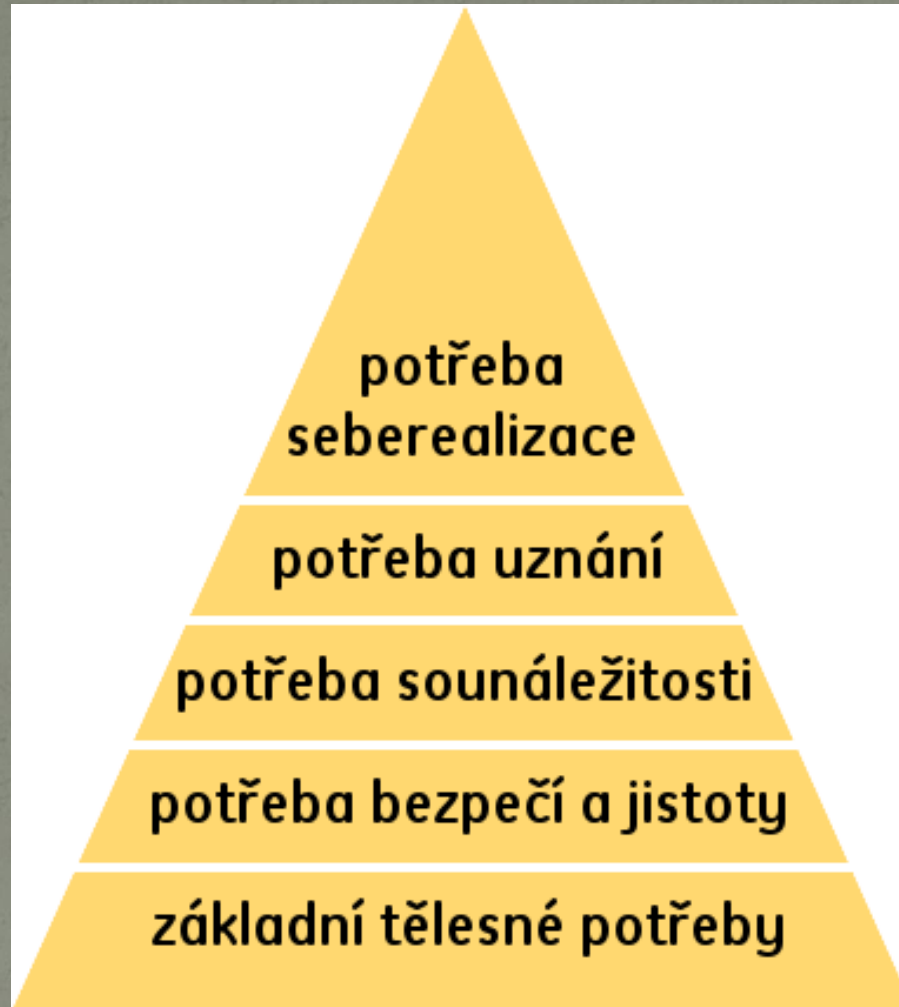 potřeba
seberealizace
potřeba uznání
potřeba sounáležitosti
potřeba bezpečí a jistoty
základní tělesné potřeby